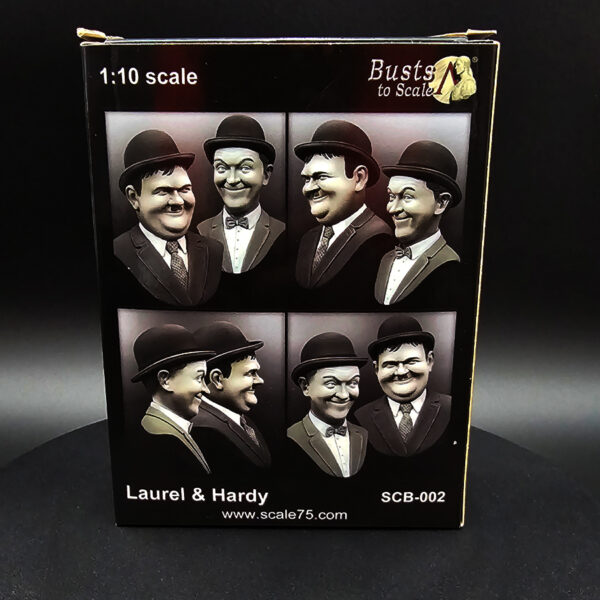 1:10 scale
Busts
to Scale
®
Laurel & Hardy
SCB-002
www.scale75.com